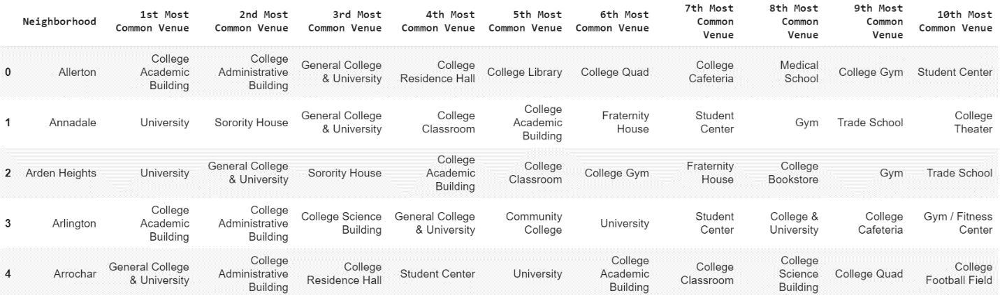 Neighborhood 1st Most Common Venue 2nd Most Common Venue 3rd Most Common Venue 4th Most Common Venue 5th Most Common Venue 6th Most Common Venue 7th Most Common Venue 8th Most Common Venue 9th Most Common Venue 10th Most Common Venue
0 Allerton College Academic Building College Administrative Building General College & University College Residence Hall College Library College Quad College Cafeteria Medical School College Gym Student Center
1 Annadale University Sorority House General College & University College Classroom College Academic Building Fraternity House Student Center Gym Trade School College Theater
2 Arden Heights University General College & University Sorority House College Academic Building College Classroom College Gym Fraternity House College Bookstore Gym Trade School
3 Arlington College Academic Building College Administrative Building College Science Building General College & University Community College University Student Center College & University College Cafeteria Gym / Fitness Center
4 Arrochar General College & University College Administrative Building College Residence Hall Student Center University College Academic Building College Classroom College Science Building College Quad College Football Field